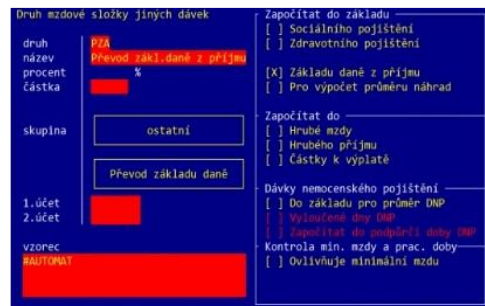 Druh mzdové složky jiných dávek
druh PZA
název Převod zákl.daně z příjmu
procent %
částka
skupina ostatní
Převod základu daně
1.účet
2.účet
vzorec
#AUTOMAT
Započítat do základu
[ ] Sociálního pojištění
[ ] Zdravotního pojištění
[X] Základu daně z příjmu
[ ] Pro výpočet průměru náhrad
Započítat do
[ ] Hrubé mzdy
[ ] Hrubého příjmu
[ ] Částky k výplatě
Dávky nemocenského pojištění
[ ] Do základu pro průměr DNP
[ ] Vyloučené dny DNP
[ ] Započítat do podpůrčí doby DNP
Kontrola min. mzdy a prac. doby
[ ] Ovlivňuje minimální mzdu